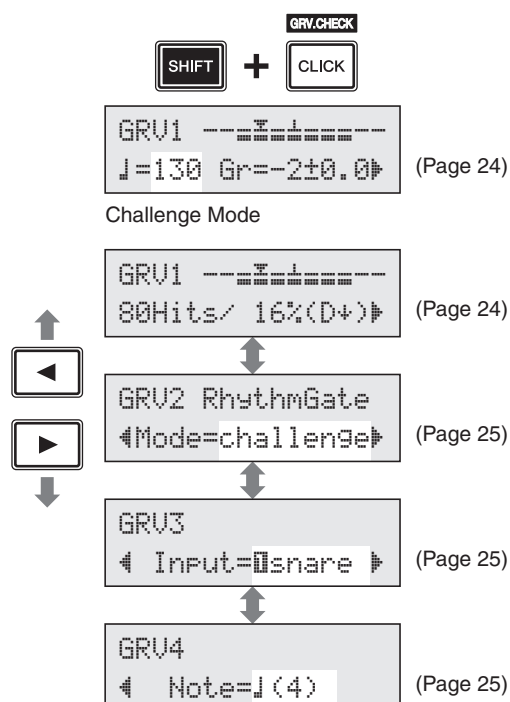 GRV.CHECK
SHIFT + CLICK
GRV1
♩=130 Gr=-2±0.0 (Page 24)
Challenge Mode
GRV1
80Hits/ 16%(D↓) (Page 24)
GRV2 RhythmGate
Mode=challenge (Page 25)
GRV3
Input=snare (Page 25)
GRV4
Note=♩(4) (Page 25)